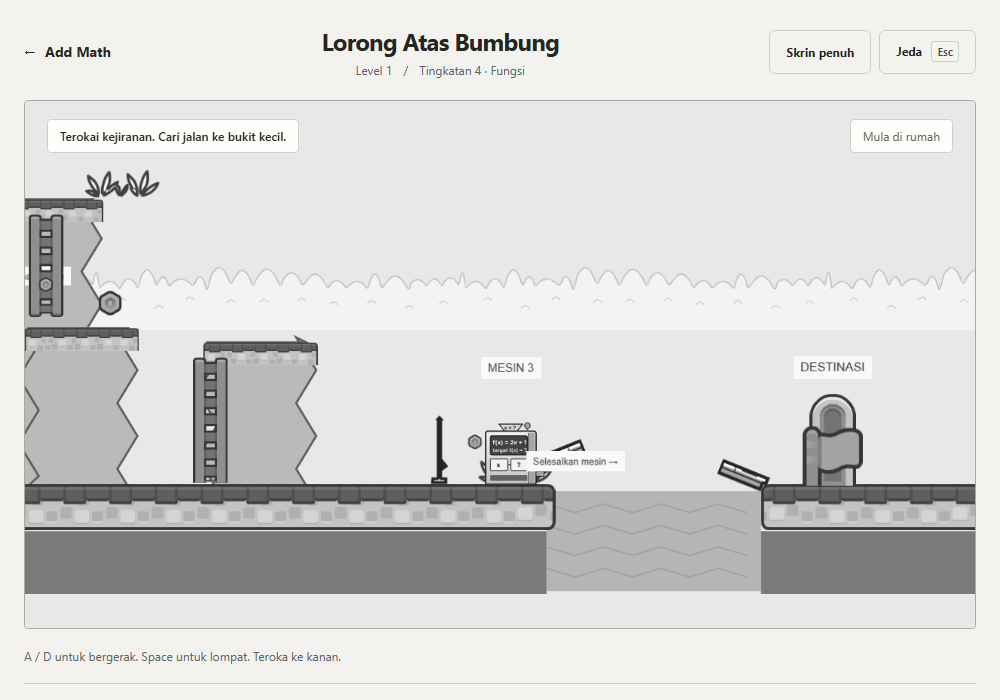 ← Add Math
Lorong Atas Bumbung
Level 1 / Tingkatan 4 · Fungsi
Skrin penuh
Jeda Esc
Terokai kejiranan. Cari jalan ke bukit kecil.
Mula di rumah
MESIN 3
DESTINASI
f(x) = 2x + 1
x - ?
Selesaikan mesin →
A / D untuk bergerak. Space untuk lompat. Teroka ke kanan.